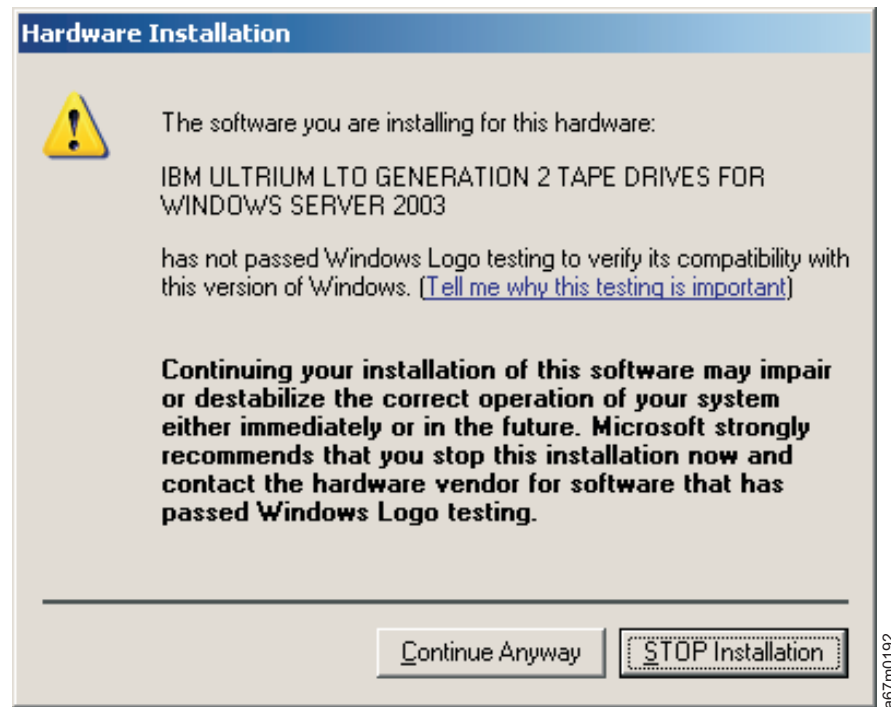 Hardware Installation
The software you are installing for this hardware:
IBM ULTRIUM LTO GENERATION 2 TAPE DRIVES FOR
WINDOWS SERVER 2003
has not passed Windows Logo testing to verify its compatibility with
this version of Windows. (Tell me why this testing is important)
Continuing your installation of this software may impair
or destabilize the correct operation of your system
either immediately or in the future. Microsoft strongly
recommends that you stop this installation now and
contact the hardware vendor for software that has
passed Windows Logo testing.
Continue Anyway
STOP Installation
a67m0192